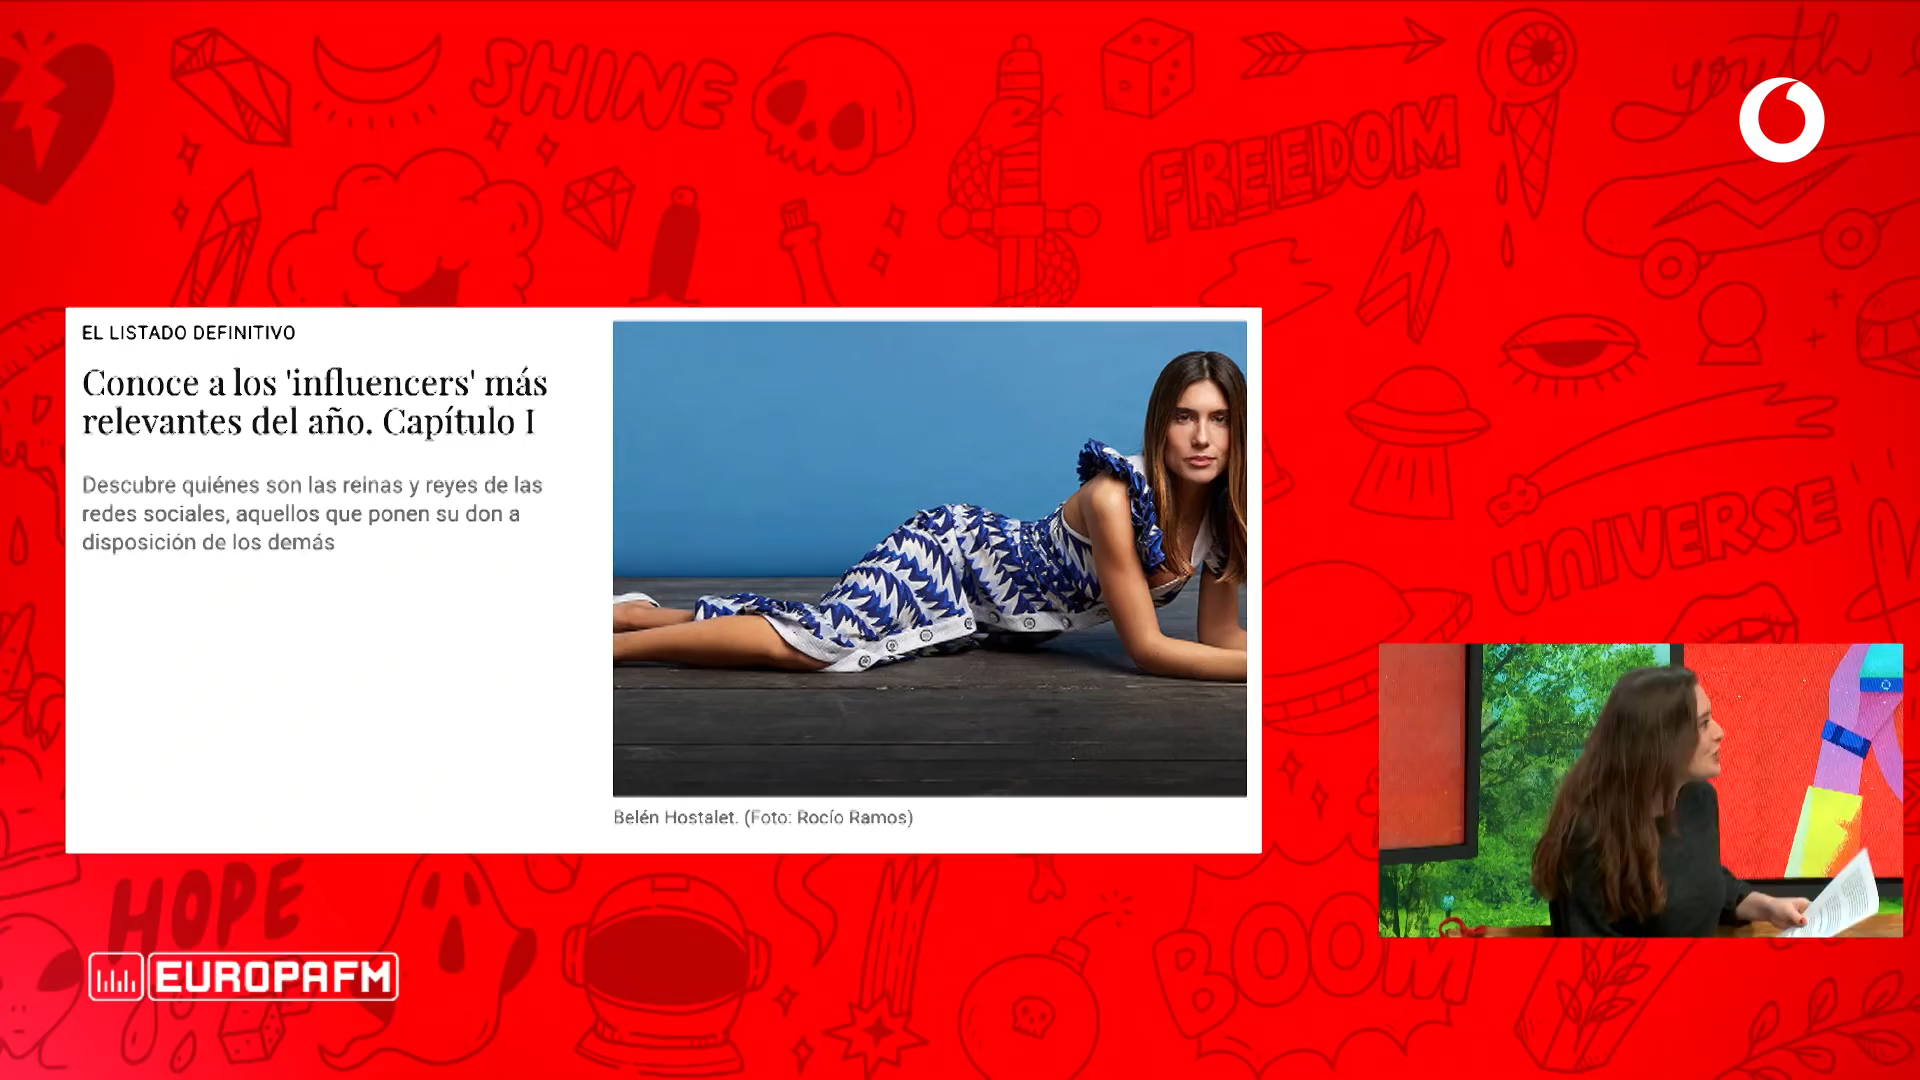 SHINE
youth
FREEDOM
EL LISTADO DEFINITIVO
Conoce a los 'influencers' más
relevantes del año. Capítulo I
Descubre quiénes son las reinas y reyes de las
redes sociales, aquellos que ponen su don a
disposición de los demás
UNIVERSE
Belén Hostalet. (Foto: Rocío Ramos)
HOPE
BOOM
EUROPAFM